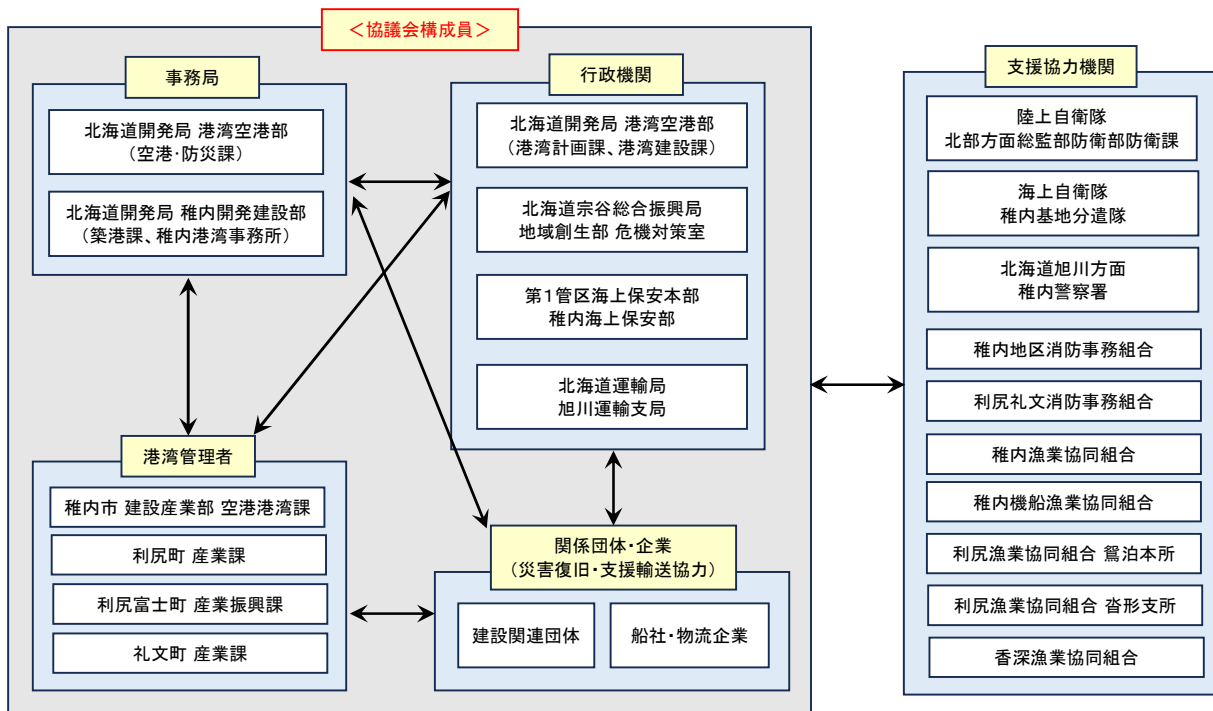 ＜協議会構成員＞
事務局
北海道開発局 港湾空港部
（空港･防災課）
北海道開発局 稚内開発建設部
（築港課、稚内港湾事務所）
行政機関
北海道開発局 港湾空港部
（港湾計画課、港湾建設課）
北海道宗谷総合振興局
地域創生部 危機対策室
第１管区海上保安本部
稚内海上保安部
北海道運輸局
旭川運輸支局
港湾管理者
稚内市 建設産業部 空港港湾課
利尻町 産業課
利尻富士町 産業振興課
礼文町 産業課
関係団体･企業
（災害復旧･支援輸送協力）
建設関連団体
船社･物流企業
支援協力機関
陸上自衛隊
北部方面総監部防衛部防衛課
海上自衛隊
稚内基地分遣隊
北海道旭川方面
稚内警察署
稚内地区消防事務組合
利尻礼文消防事務組合
稚内漁業協同組合
稚内機船漁業協同組合
利尻漁業協同組合 鴛泊本所
利尻漁業協同組合 沓形支所
香深漁業協同組合